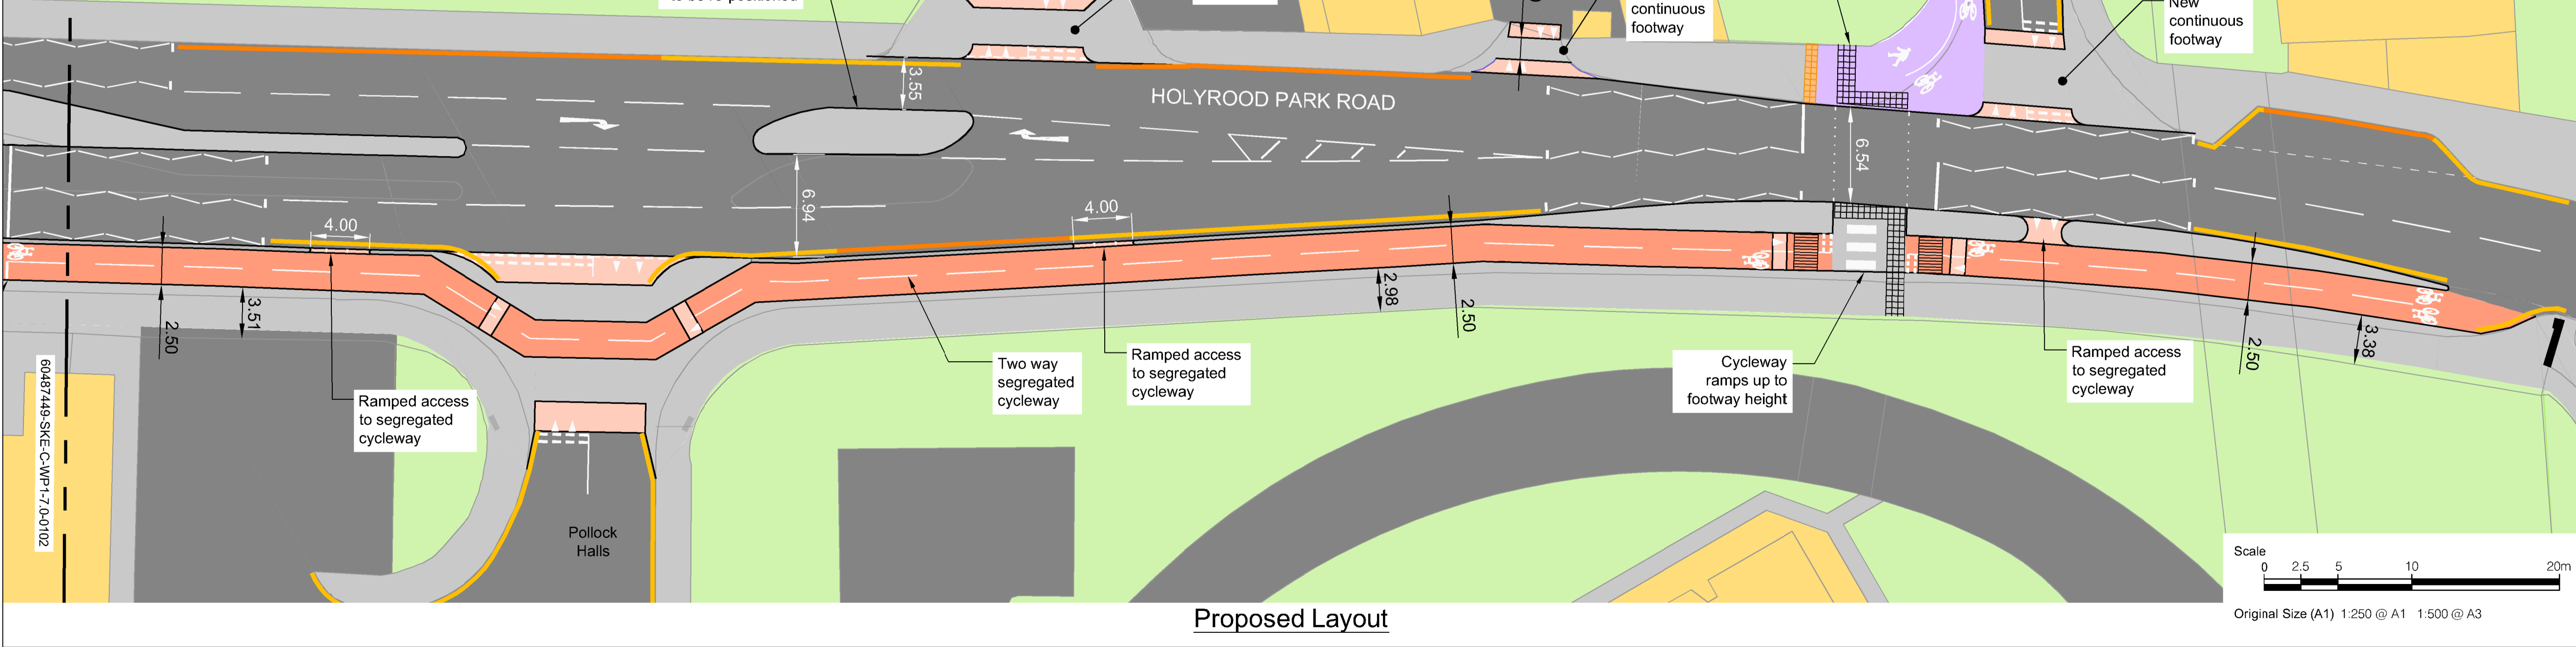 continuous
footway
New
continuous
footway
3.55
HOLYROOD PARK ROAD
6.54
6.94
4.00
4.00
3.51
2.50
2.98
2.50
2.50
3.38
Ramped access
to segregated
cycleway
Two way
segregated
cycleway
Ramped access
to segregated
cycleway
Cycleway
ramps up to
footway height
Ramped access
to segregated
cycleway
60487449-SKE-C-WP1-7.0-0102
Pollock
Halls
Scale
0 2.5 5 10 20m
Original Size (A1) 1:250 @ A1 1:500 @ A3
Proposed Layout